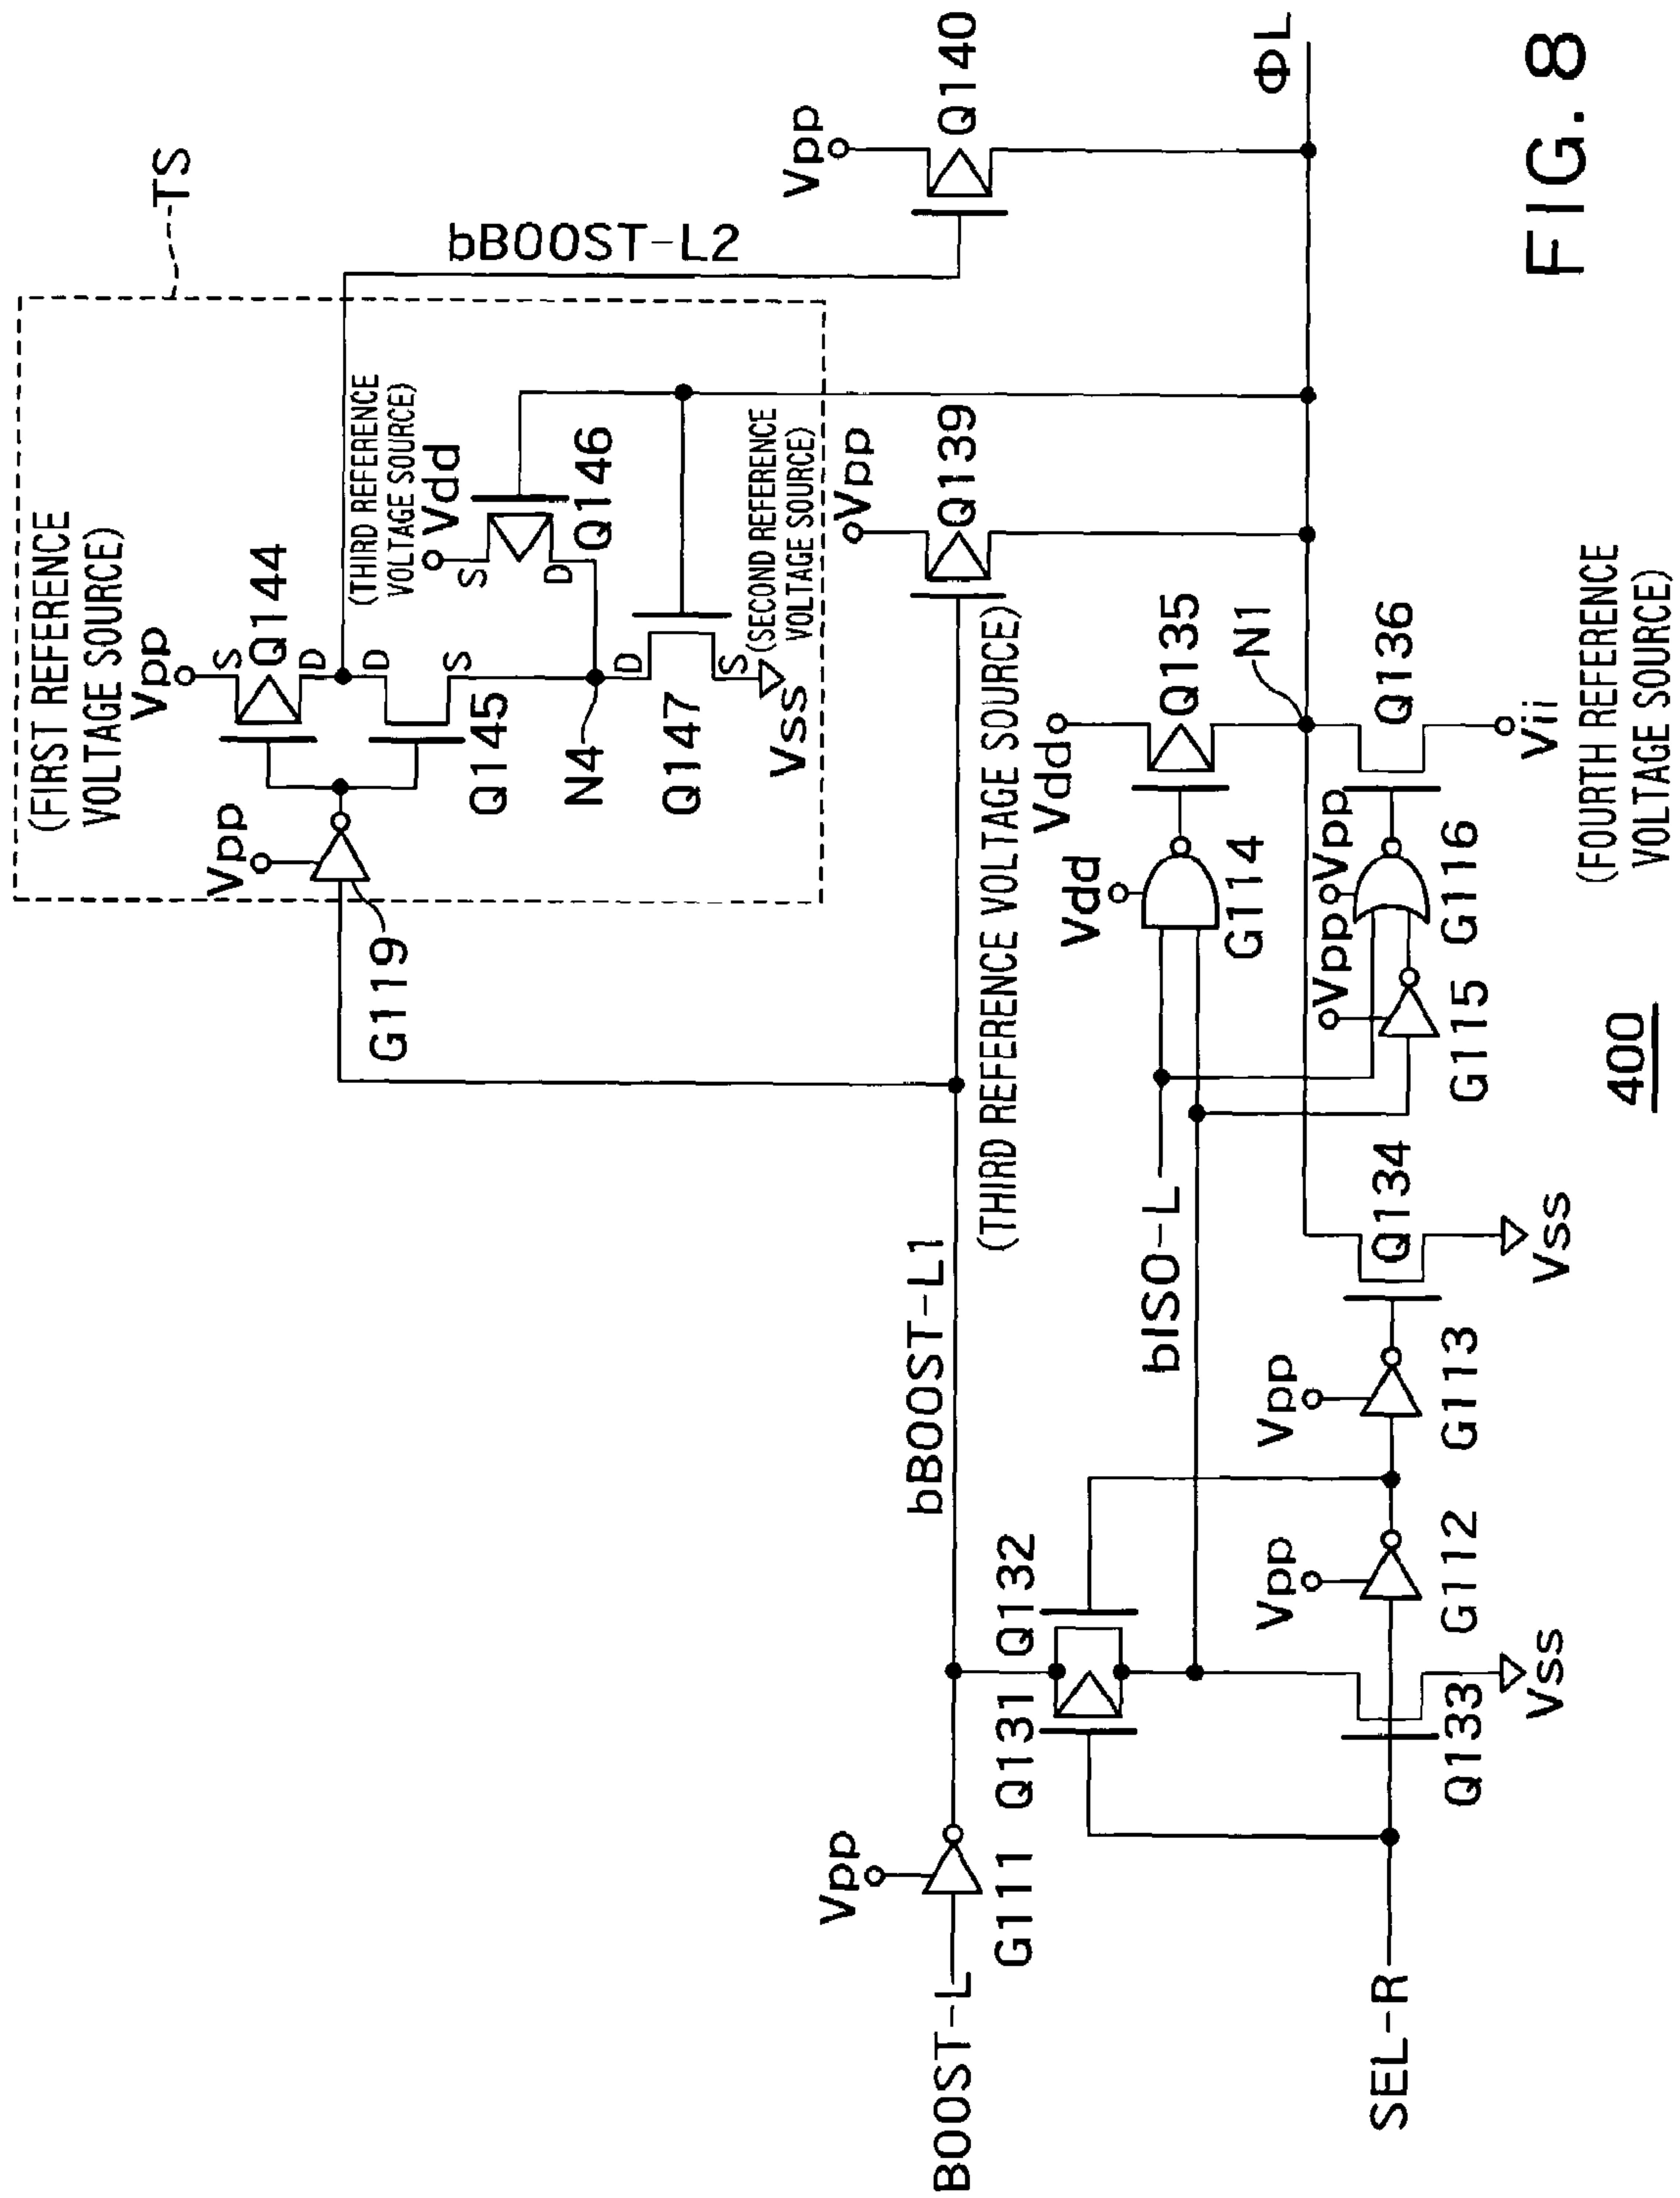 (FIRST REFERENCE
VOLTAGE SOURCE)
TS
Vpp
Vpp
S
Q144
D
D
S
Q145
G119
(THIRD REFERENCE
VOLTAGE SOURCE)
Vdd
S
D
Q146
N4
D
S
Q147
Vss
(SECOND REFERENCE
VOLTAGE SOURCE)
bBOOST-L2
Vpp
Q140
Vpp
Q139
BOOST-L
Vpp
G111
bBOOST-L1
(THIRD REFERENCE VOLTAGE SOURCE)
Q131
Q132
bISO-L
Vdd
G114
Vdd
Q135
N1
ΦL
SEL-R
Q133
Vss
Vpp
G112
Vpp
G113
Q134
Vss
Vpp
G115
Vpp
G116
Q136
Vii
(FOURTH REFERENCE
VOLTAGE SOURCE)
400
FIG. 8